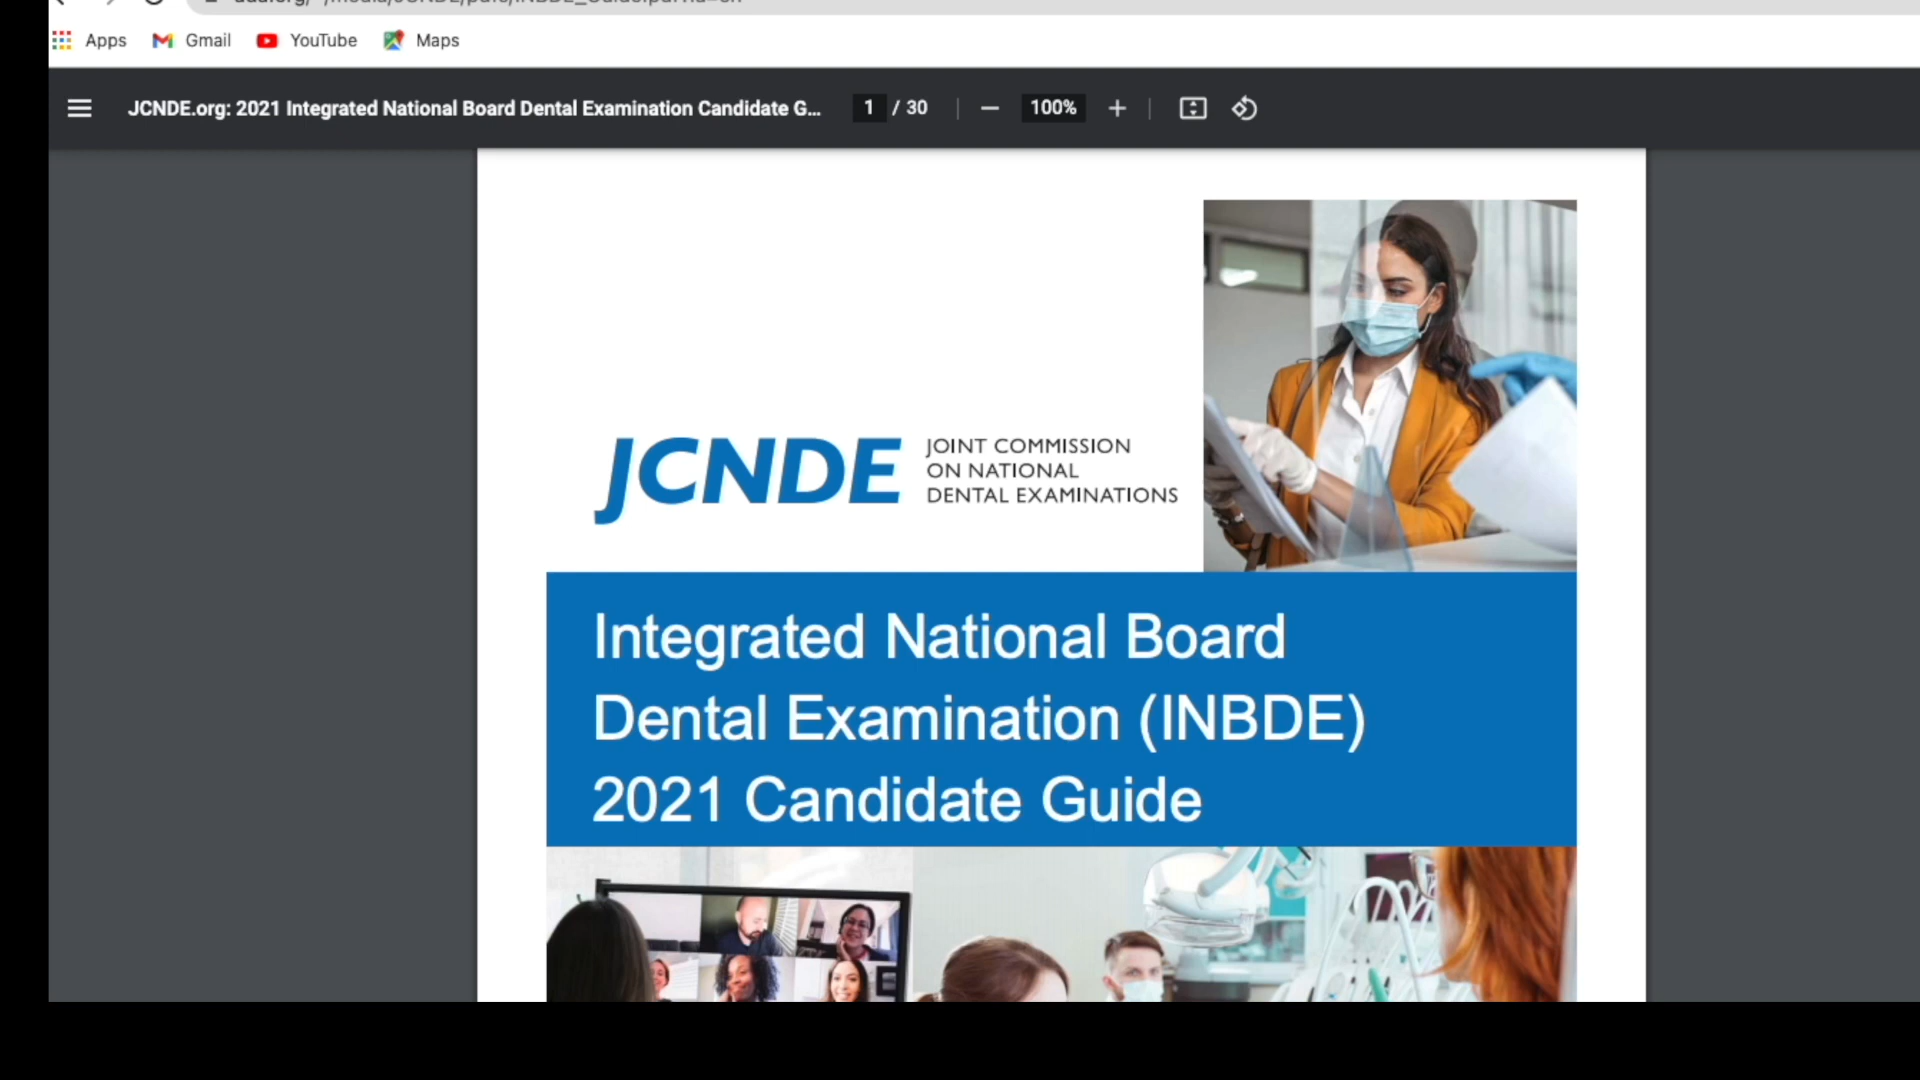 Apps Gmail YouTube Maps
JCNDE.org: 2021 Integrated National Board Dental Examination Candidate G... 1 / 30 100%
JCNDE
JOINT COMMISSION
ON NATIONAL
DENTAL EXAMINATIONS
Integrated National Board
Dental Examination (INBDE)
2021 Candidate Guide